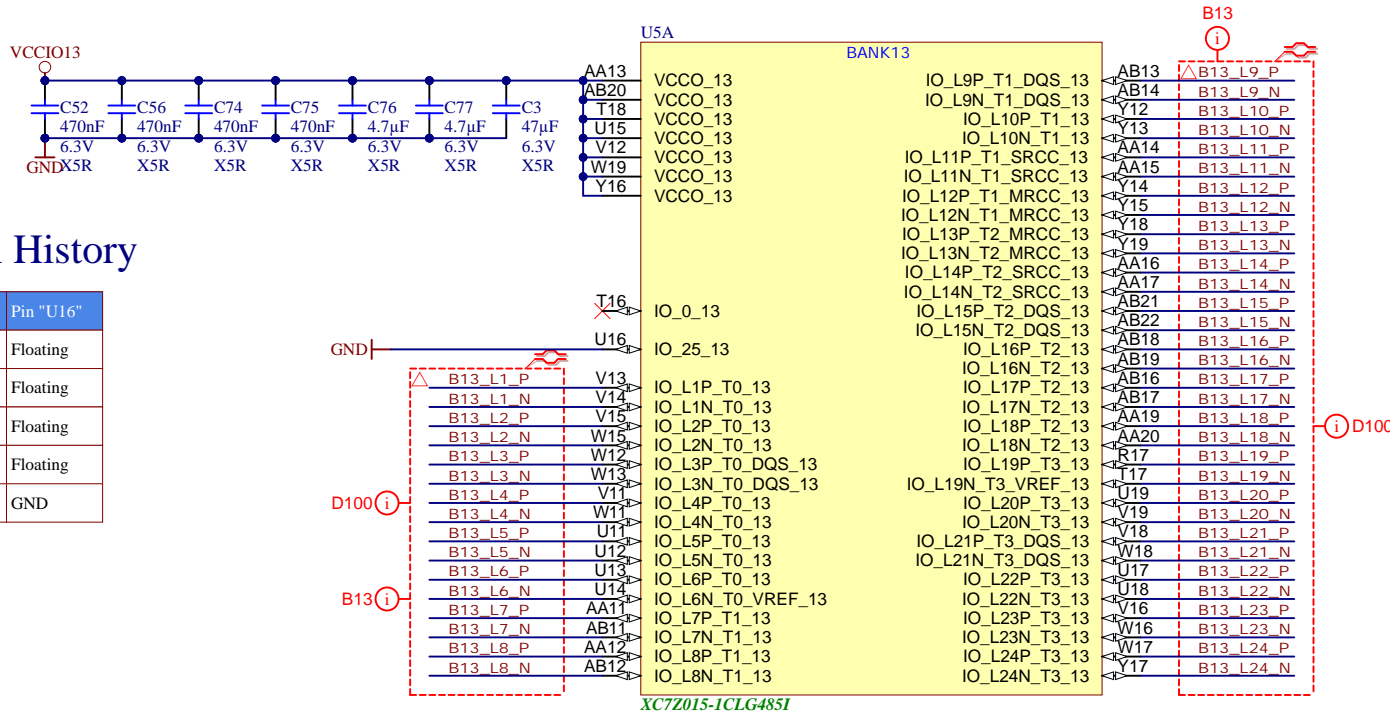 B13
U5A
BANK13
VCCIO13
C52 C56 C74 C75 C76 C77 C3
470nF 470nF 470nF 470nF 4.7µF 4.7µF 47µF
6.3V 6.3V 6.3V 6.3V 6.3V 6.3V 6.3V
X5R X5R X5R X5R X5R X5R X5R
GND
AA13 VCCO_13
AB20 VCCO_13
T18 VCCO_13
U15 VCCO_13
V12 VCCO_13
W19 VCCO_13
Y16 VCCO_13
History
Pin "U16"
Floating
Floating
Floating
Floating
GND
T16 IO_0_13
GND U16 IO_25_13
B13_L1_P V13 IO_L1P_T0_13
B13_L1_N V14 IO_L1N_T0_13
B13_L2_P V15 IO_L2P_T0_13
B13_L2_N W15 IO_L2N_T0_13
B13_L3_P W12 IO_L3P_T0_DQS_13
B13_L3_N W13 IO_L3N_T0_DQS_13
B13_L4_P V11 IO_L4P_T0_13
B13_L4_N W11 IO_L4N_T0_13
B13_L5_P U11 IO_L5P_T0_13
B13_L5_N U12 IO_L5N_T0_13
B13_L6_P U13 IO_L6P_T0_13
B13_L6_N U14 IO_L6N_T0_VREF_13
B13_L7_P AA11 IO_L7P_T1_13
B13_L7_N AB11 IO_L7N_T1_13
B13_L8_P AA12 IO_L8P_T1_13
B13_L8_N AB12 IO_L8N_T1_13
D100 i
B13 i
IO_L9P_T1_DQS_13 AB13 B13_L9_P
IO_L9N_T1_DQS_13 AB14 B13_L9_N
IO_L10P_T1_13 Y12 B13_L10_P
IO_L10N_T1_13 Y13 B13_L10_N
IO_L11P_T1_SRCC_13 AA14 B13_L11_P
IO_L11N_T1_SRCC_13 AA15 B13_L11_N
IO_L12P_T1_MRCC_13 Y14 B13_L12_P
IO_L12N_T1_MRCC_13 Y15 B13_L12_N
IO_L13P_T2_MRCC_13 Y18 B13_L13_P
IO_L13N_T2_MRCC_13 Y19 B13_L13_N
IO_L14P_T2_SRCC_13 AA16 B13_L14_P
IO_L14N_T2_SRCC_13 AA17 B13_L14_N
IO_L15P_T2_DQS_13 AB21 B13_L15_P
IO_L15N_T2_DQS_13 AB22 B13_L15_N
IO_L16P_T2_13 AB18 B13_L16_P
IO_L16N_T2_13 AB19 B13_L16_N
IO_L17P_T2_13 AB16 B13_L17_P
IO_L17N_T2_13 AB17 B13_L17_N
IO_L18P_T2_13 AA19 B13_L18_P
IO_L18N_T2_13 AA20 B13_L18_N
IO_L19P_T3_13 R17 B13_L19_P
IO_L19N_T3_VREF_13 T17 B13_L19_N
IO_L20P_T3_13 U19 B13_L20_P
IO_L20N_T3_13 V19 B13_L20_N
IO_L21P_T3_DQS_13 V18 B13_L21_P
IO_L21N_T3_DQS_13 W18 B13_L21_N
IO_L22P_T3_13 U17 B13_L22_P
IO_L22N_T3_13 U18 B13_L22_N
IO_L23P_T3_13 V16 B13_L23_P
IO_L23N_T3_13 W16 B13_L23_N
IO_L24P_T3_13 W17 B13_L24_P
IO_L24N_T3_13 Y17 B13_L24_N
i
i D100
XC7Z015-1CLG485I